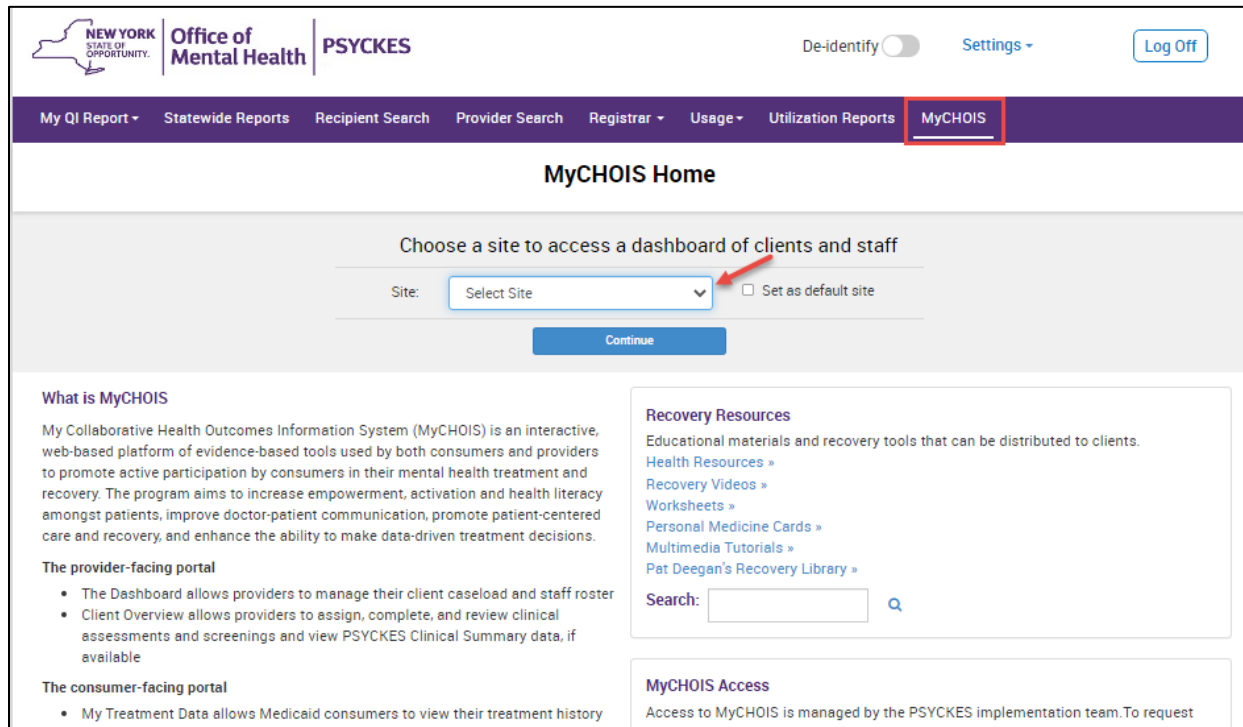 NEW YORK
STATE OF
OPPORTUNITY.
Office of
Mental Health
PSYCKES
De-identify
Settings
Log Off
My QI Report
Statewide Reports
Recipient Search
Provider Search
Registrar
Usage
Utilization Reports
MyCHOIS
MyCHOIS Home
Choose a site to access a dashboard of clients and staff
Site:
Select Site
Set as default site
Continue
What is MyCHOIS
My Collaborative Health Outcomes Information System (MyCHOIS) is an interactive,
web-based platform of evidence-based tools used by both consumers and providers
to promote active participation by consumers in their mental health treatment and
recovery. The program aims to increase empowerment, activation and health literacy
amongst patients, improve doctor-patient communication, promote patient-centered
care and recovery, and enhance the ability to make data-driven treatment decisions.
The provider-facing portal
• The Dashboard allows providers to manage their client caseload and staff roster
• Client Overview allows providers to assign, complete, and review clinical
assessments and screenings and view PSYCKES Clinical Summary data, if
available
The consumer-facing portal
• My Treatment Data allows Medicaid consumers to view their treatment history
Recovery Resources
Educational materials and recovery tools that can be distributed to clients.
Health Resources »
Recovery Videos »
Worksheets »
Personal Medicine Cards »
Multimedia Tutorials »
Pat Deegan's Recovery Library »
Search:
MyCHOIS Access
Access to MyCHOIS is managed by the PSYCKES implementation team.To request